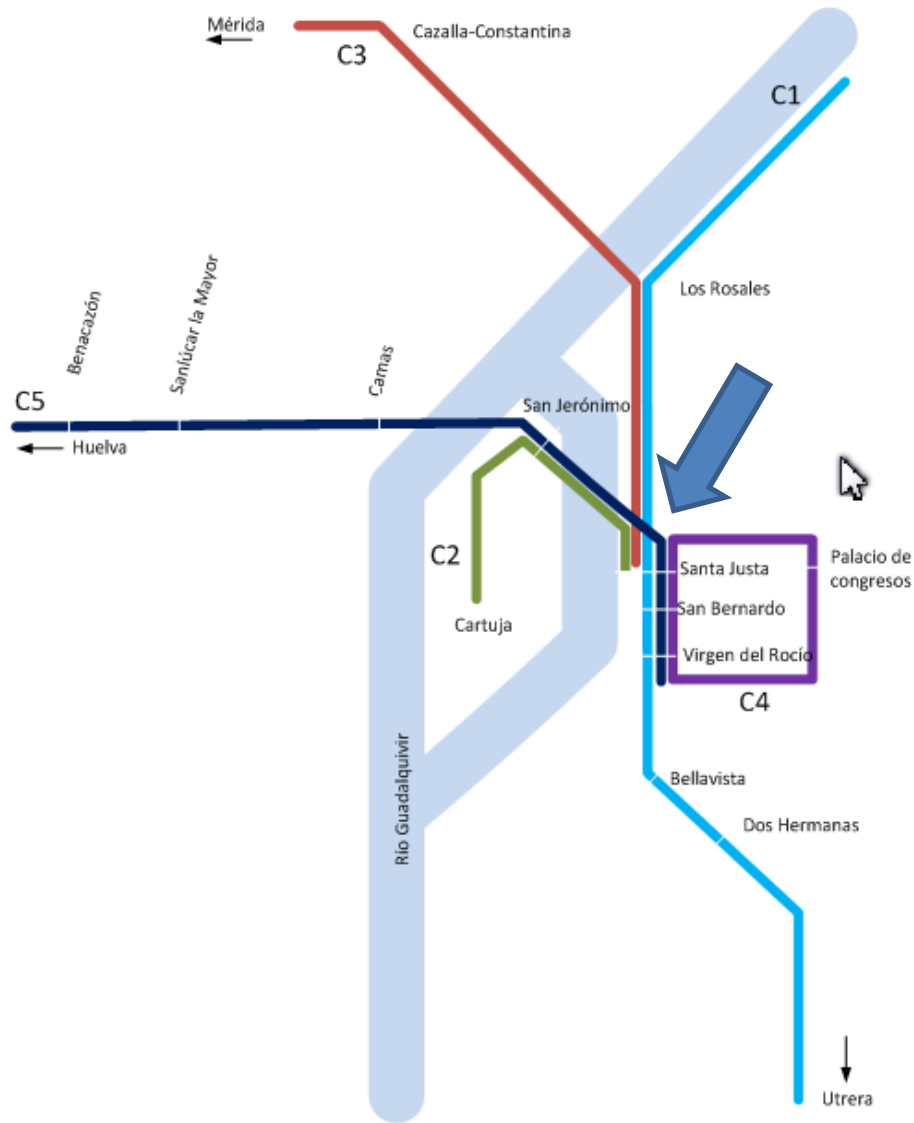 Mérida
Cazalla-Constantina
C3
C1
Los Rosales
Benacazón
Sanlúcar la Mayor
Camas
C5
San Jerónimo
Huelva
C2
Santa Justa
Palacio de
congresos
San Bernardo
Cartuja
Virgen del Rocío
C4
Río Guadalquivir
Bellavista
Dos Hermanas
Utrera